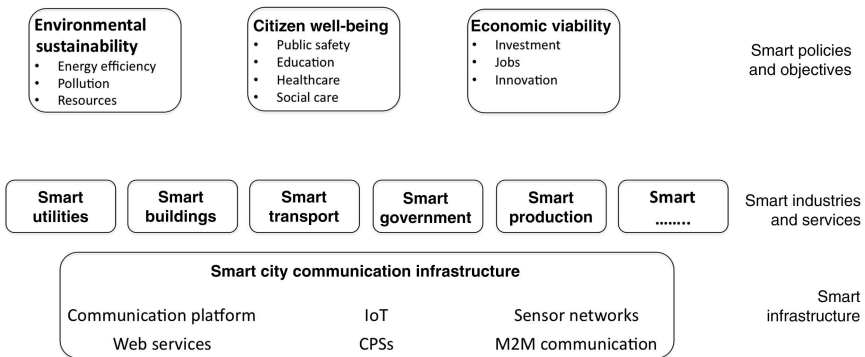 Environmental
sustainability
• Energy efficiency
• Pollution
• Resources
Citizen well-being
• Public safety
• Education
• Healthcare
• Social care
Economic viability
• Investment
• Jobs
• Innovation
Smart policies
and objectives
Smart
utilities
Smart
buildings
Smart
transport
Smart
government
Smart
production
Smart
........
Smart industries
and services
Smart city communication infrastructure
Communication platform IoT Sensor networks
Web services CPSs M2M communication
Smart
infrastructure